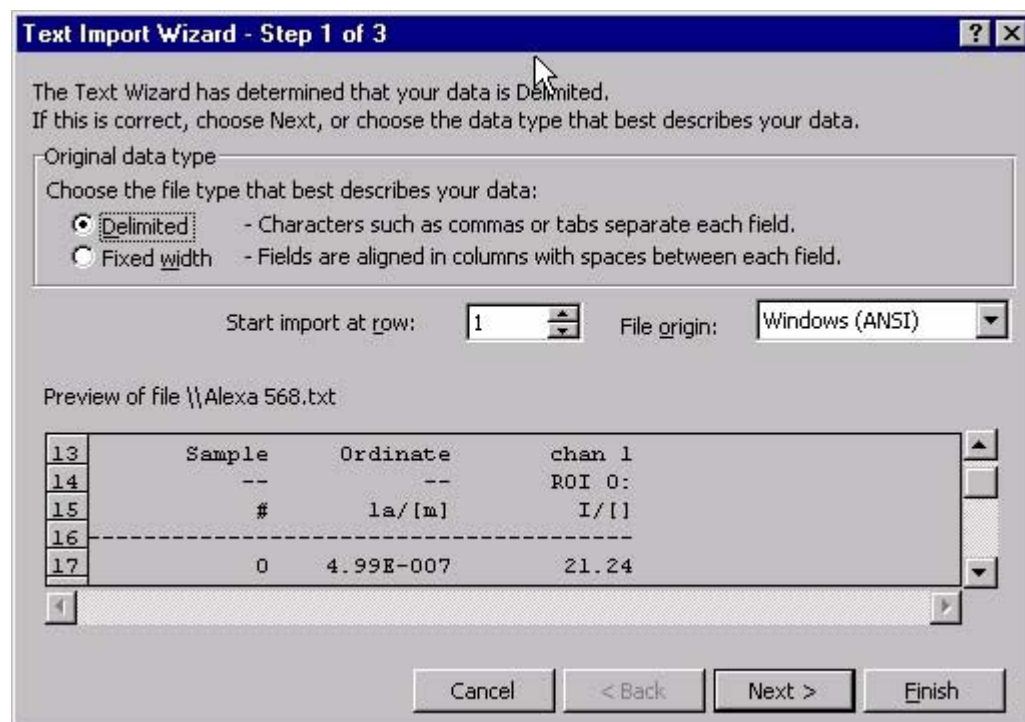 Text Import Wizard - Step 1 of 3
The Text Wizard has determined that your data is Delimited.
If this is correct, choose Next, or choose the data type that best describes your data.
Original data type
Choose the file type that best describes your data:
Delimited - Characters such as commas or tabs separate each field.
Fixed width - Fields are aligned in columns with spaces between each field.
Start import at row: 1 File origin: Windows (ANSI)
Preview of file \\Alexa 568.txt
13 Sample Ordinate chan 1
14 -- -- ROI 0:
15 # la/[m] I/[]
16 ----------------------------------------
17 0 4.99E-007 21.24
Cancel < Back Next > Finish